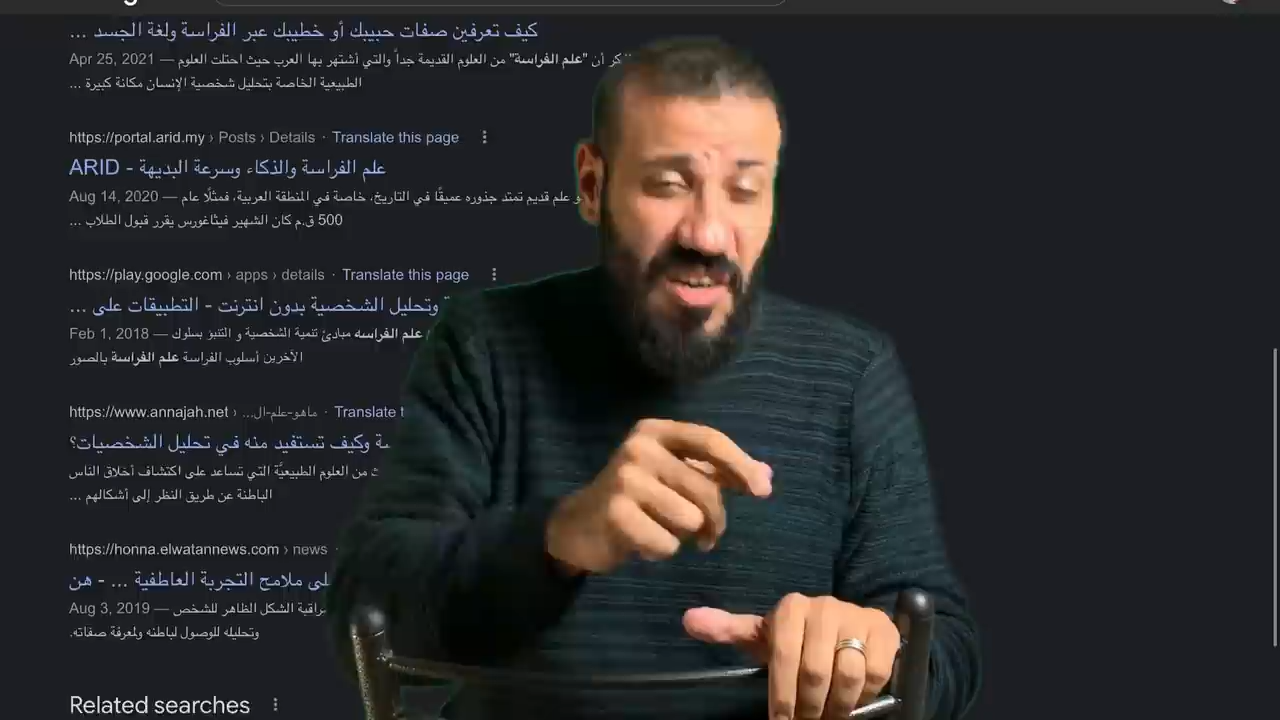 كيف تعرفين صفات حبيبك أو خطيبك عبر الفراسة ولغة الجسد ...
Apr 25, 2021 — كر أن "علم الفراسة" من العلوم القديمة جداً والتي أشتهر بها العرب حيث احتلت العلوم
الطبيعية الخاصة بتحليل شخصية الإنسان مكانة كبيرة ...
https://portal.arid.my › Posts › Details · Translate this page
علم الفراسة والذكاء وسرعة البديهة - ARID
Aug 14, 2020 — و علم قديم تمتد جذوره عميقًا في التاريخ، خاصة في المنطقة العربية، فمثلًا عام
500 ق.م كان الشهير فيثاغورس يقرر قبول الطلاب ...
https://play.google.com › apps › details · Translate this page
وتحليل الشخصية بدون انترنت - التطبيقات على ...
Feb 1, 2018 — علم الفراسه مبادئ تنمية الشخصية و التنبؤ بسلوك
الآخرين أسلوب الفراسة علم الفراسة بالصور
https://www.annajah.net › ...ماهو-علم-ال · Translate t
ة وكيف تستفيد منه في تحليل الشخصيات؟
ك من العلوم الطبيعيَّة التي تساعد على اكتشاف أخلاق الناس
الباطنة عن طريق النظر إلى أشكالهم ...
https://honna.elwatannews.com › news ·
لى ملامح التجربة العاطفية ... - هن
Aug 3, 2019 — راقبة الشكل الظاهر للشخص
وتحليله للوصول لباطنه ولمعرفة صفاته.
Related searches